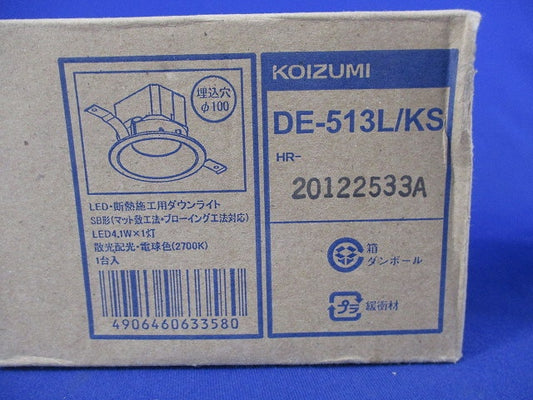 埋込穴
φ100
LED・断熱施工用ダウンライト
SB形(マット敷工法・ブローイング工法対応)
LED4.1W×1灯
散光配光・電球色(2700K)
1台入
4906460633580
KOIZUMI
DE-513L/KS
HR-
20122533A
箱
ダンボール
プラ
緩衝材